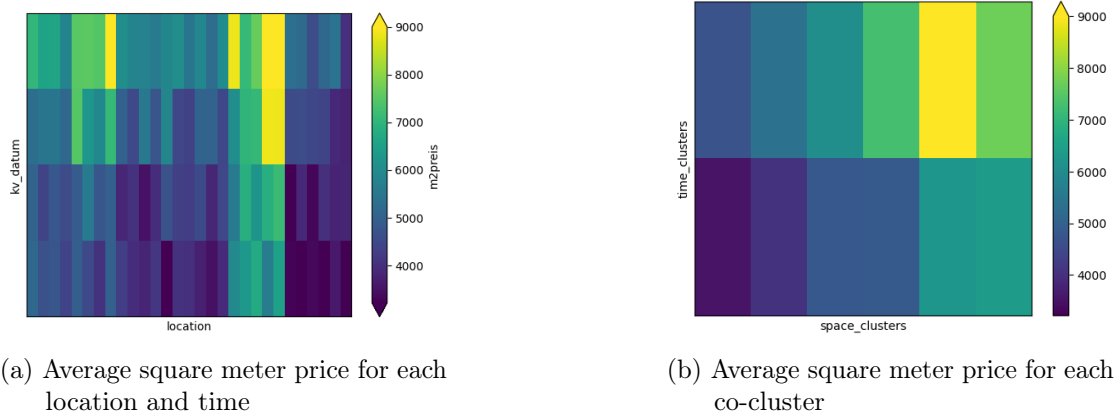 9000
8000
7000
6000
5000
4000
kv_datum
m2preis
location
9000
8000
7000
6000
5000
4000
time_clusters
space_clusters
(a) Average square meter price for each
location and time
(b) Average square meter price for each
co-cluster